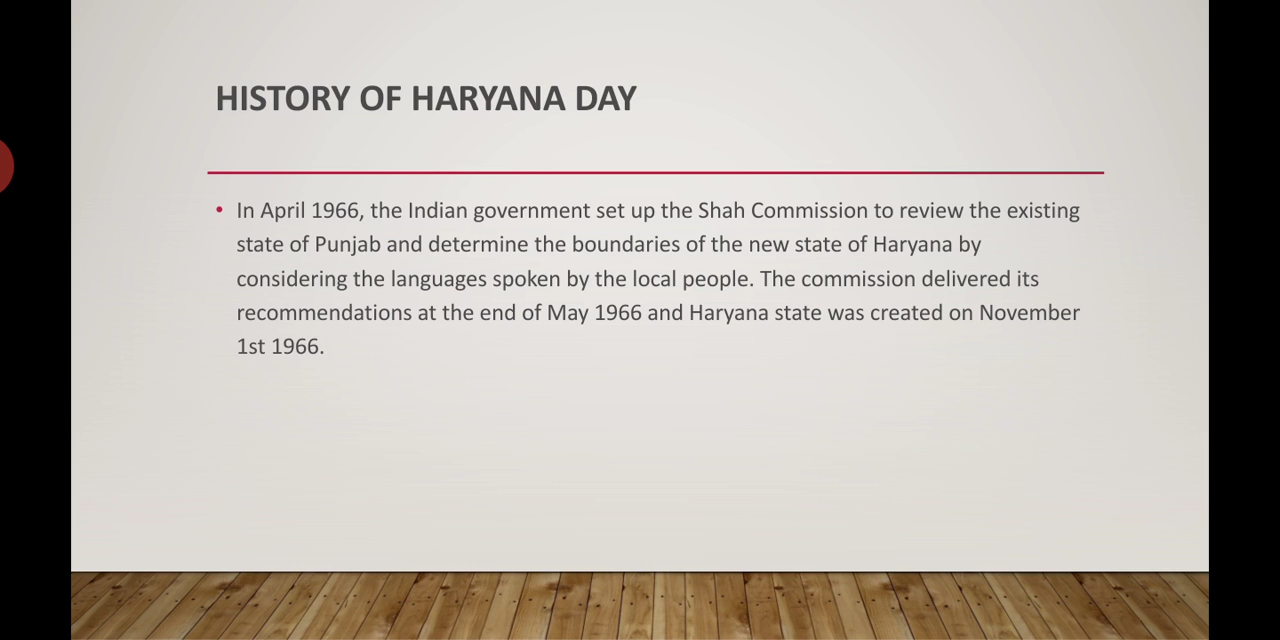 HISTORY OF HARYANA DAY
• In April 1966, the Indian government set up the Shah Commission to review the existing
state of Punjab and determine the boundaries of the new state of Haryana by
considering the languages spoken by the local people. The commission delivered its
recommendations at the end of May 1966 and Haryana state was created on November
1st 1966.